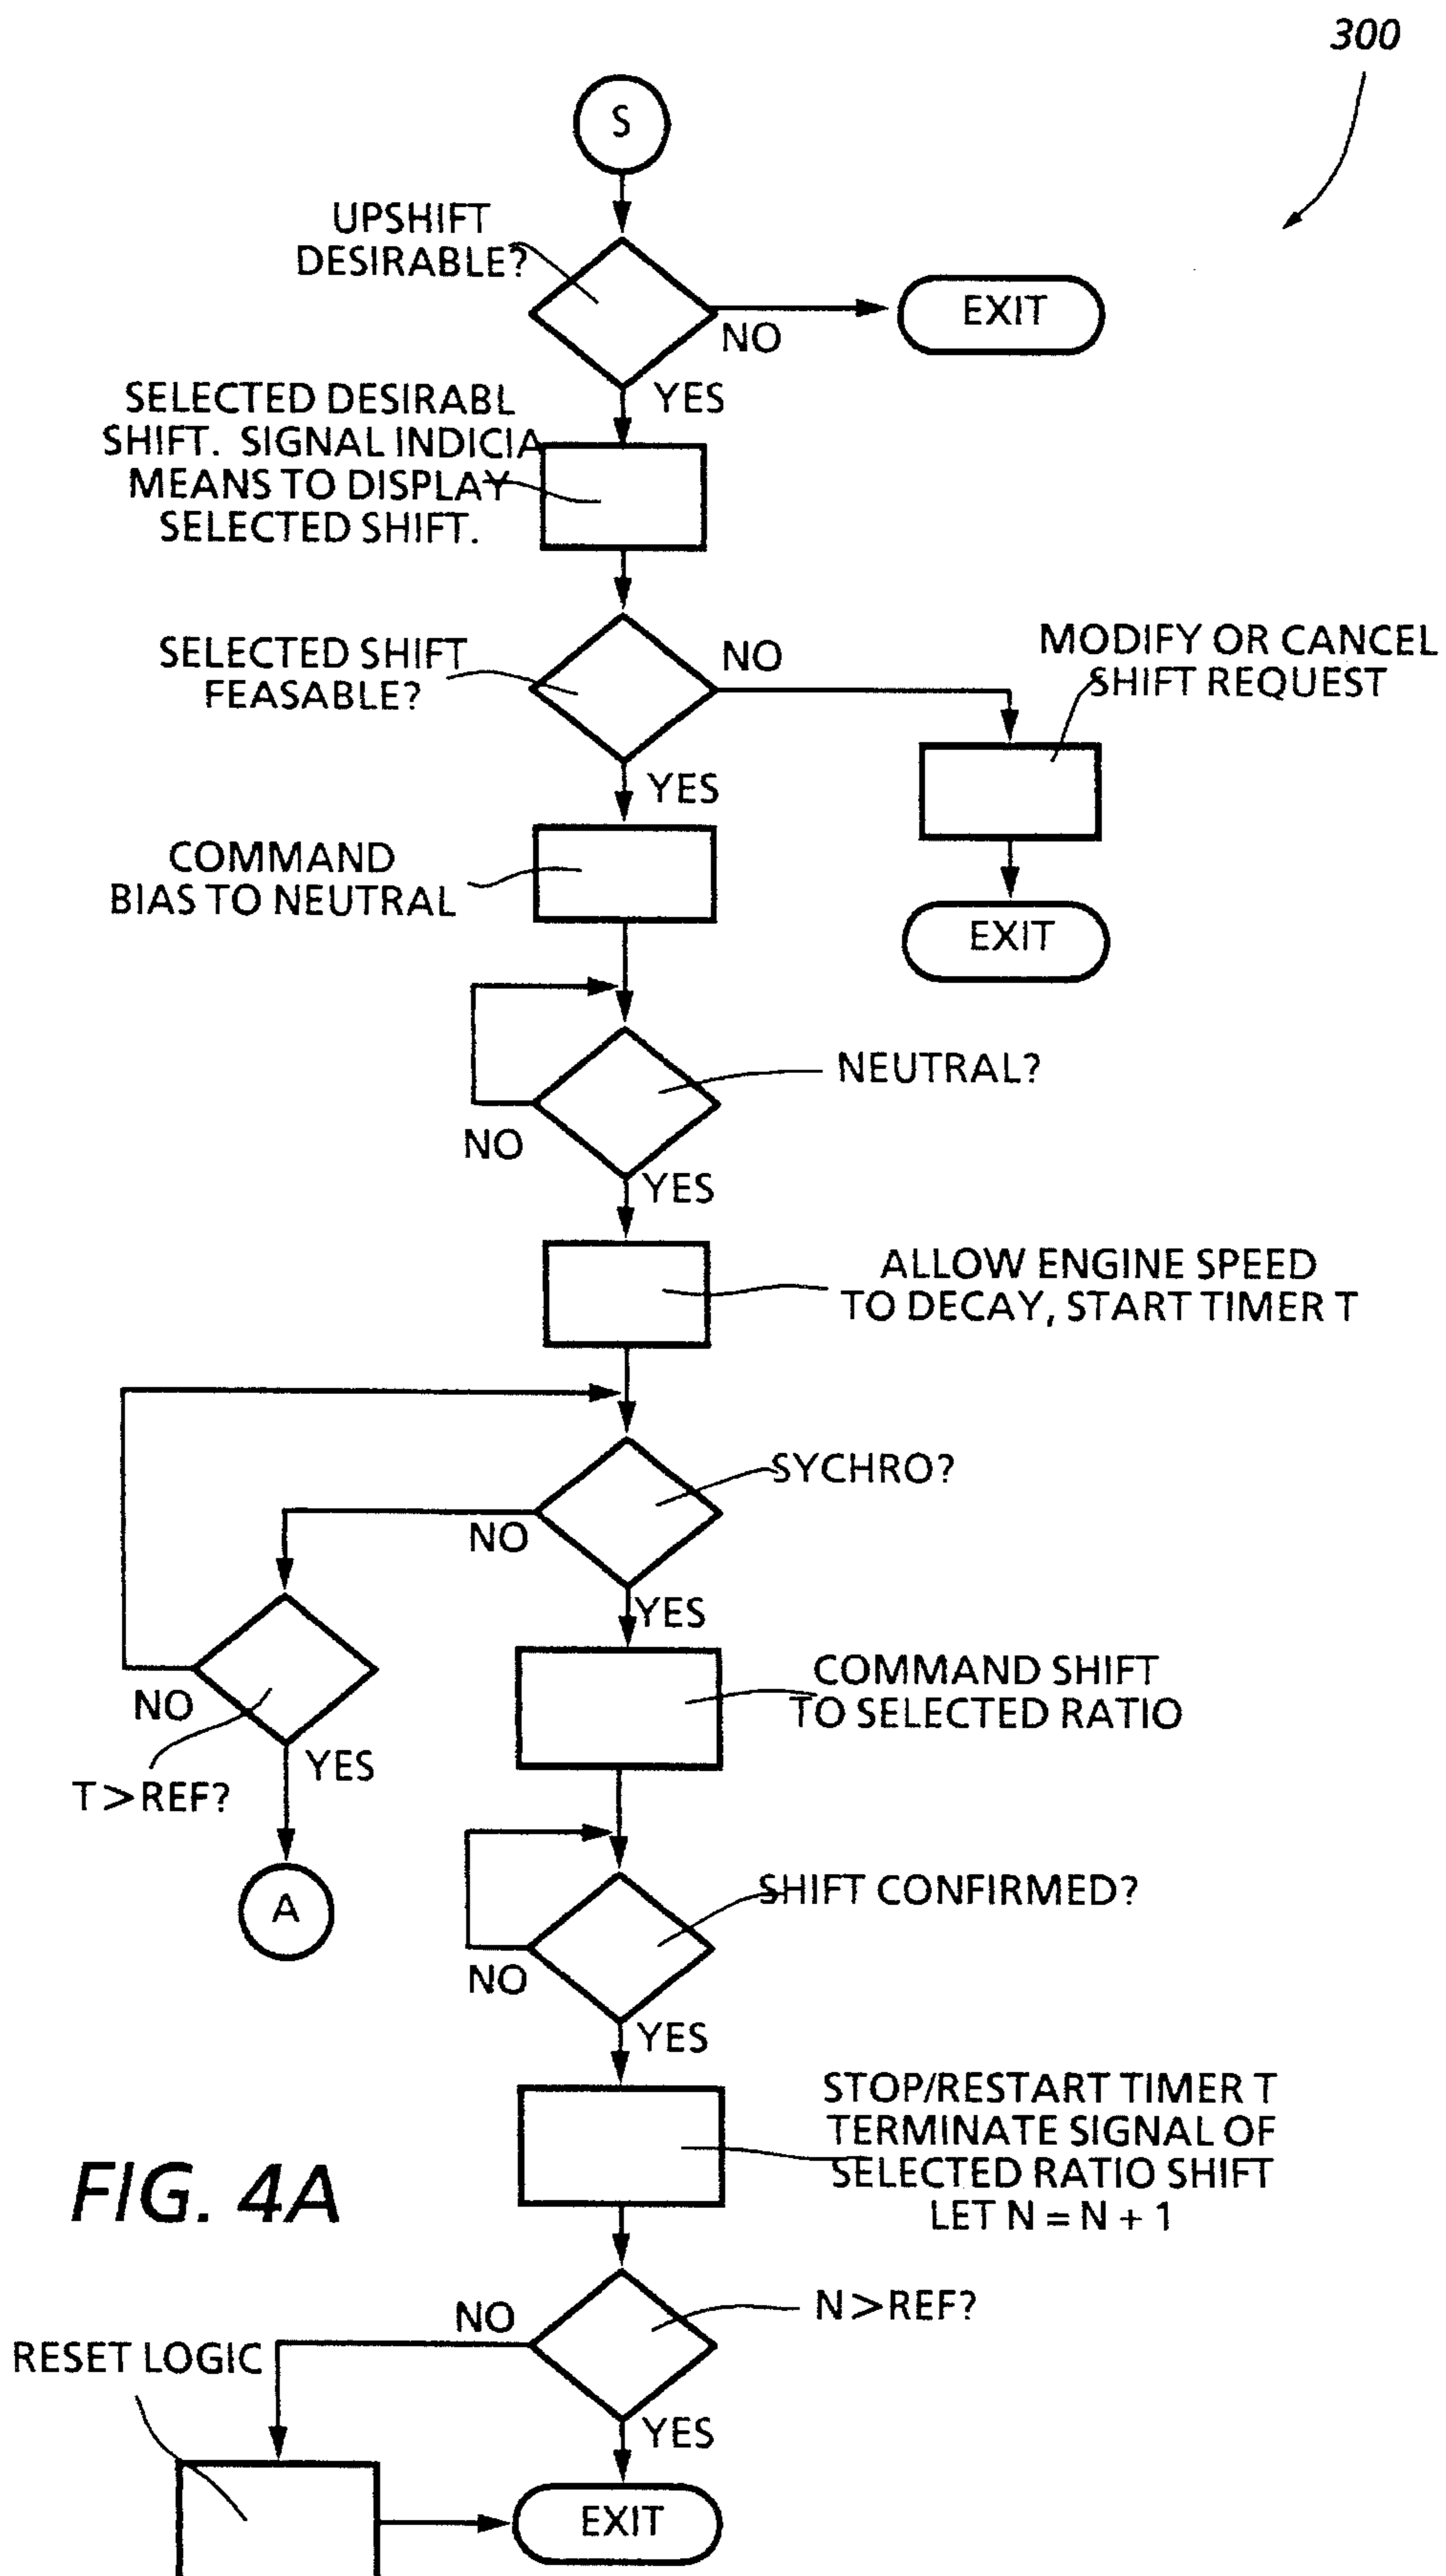 300
S
UPSHIFT
DESIRABLE?
NO
EXIT
YES
SELECTED DESIRABL
SHIFT. SIGNAL INDICIA
MEANS TO DISPLAY
SELECTED SHIFT.
SELECTED SHIFT
FEASABLE?
NO
MODIFY OR CANCEL
SHIFT REQUEST
YES
COMMAND
BIAS TO NEUTRAL
EXIT
NEUTRAL?
NO
YES
ALLOW ENGINE SPEED
TO DECAY, START TIMER T
SYCHRO?
NO
YES
COMMAND SHIFT
TO SELECTED RATIO
NO
YES
T>REF?
A
SHIFT CONFIRMED?
NO
YES
STOP/RESTART TIMER T
TERMINATE SIGNAL OF
SELECTED RATIO SHIFT
LET N = N + 1
FIG. 4A
N>REF?
NO
RESET LOGIC
YES
EXIT